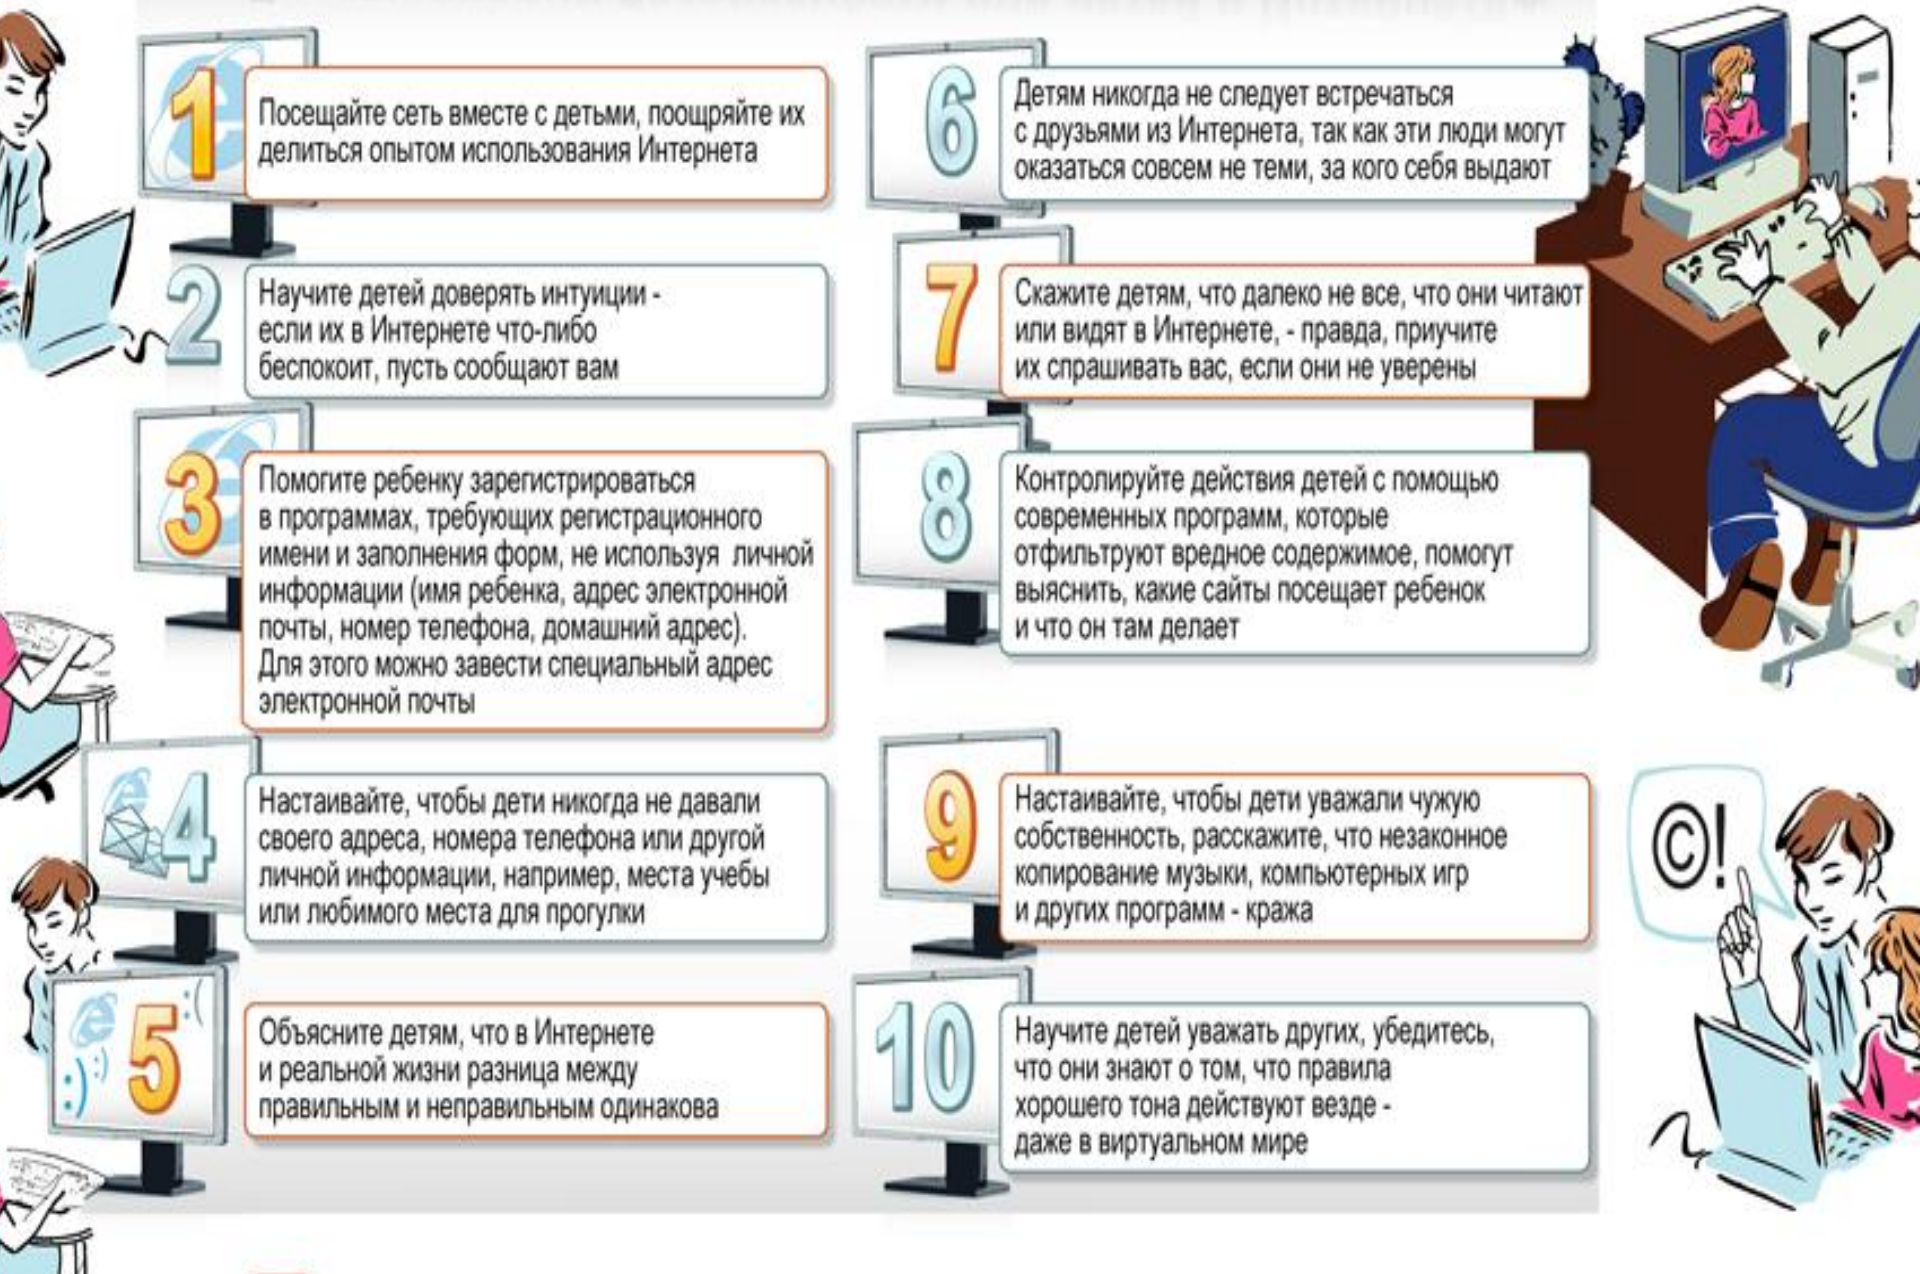 1
Посещайте сеть вместе с детьми, поощряйте их
делиться опытом использования Интернета
2
Научите детей доверять интуиции -
если их в Интернете что-либо
беспокоит, пусть сообщают вам
3
Помогите ребенку зарегистрироваться
в программах, требующих регистрационного
имени и заполнения форм, не используя личной
информации (имя ребенка, адрес электронной
почты, номер телефона, домашний адрес).
Для этого можно завести специальный адрес
электронной почты
4
Настаивайте, чтобы дети никогда не давали
своего адреса, номера телефона или другой
личной информации, например, места учебы
или любимого места для прогулки
5
:) :) :(
Объясните детям, что в Интернете
и реальной жизни разница между
правильным и неправильным одинакова
6
Детям никогда не следует встречаться
с друзьями из Интернета, так как эти люди могут
оказаться совсем не теми, за кого себя выдают
7
Скажите детям, что далеко не все, что они читают
или видят в Интернете, - правда, приучите
их спрашивать вас, если они не уверены
8
Контролируйте действия детей с помощью
современных программ, которые
отфильтруют вредное содержимое, помогут
выяснить, какие сайты посещает ребенок
и что он там делает
9
Настаивайте, чтобы дети уважали чужую
собственность, расскажите, что незаконное
копирование музыки, компьютерных игр
и других программ - кража
10
Научите детей уважать других, убедитесь,
что они знают о том, что правила
хорошего тона действуют везде -
даже в виртуальном мире
©!